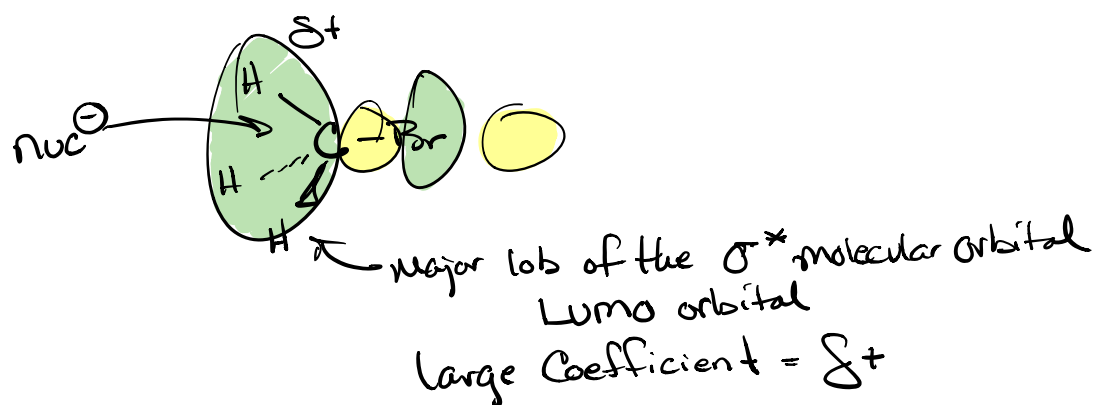 δ+
H
nuc⊖
C-Br
H
H
Major lob of the σ* molecular orbital
LUMO orbital
large Coefficient = δ+